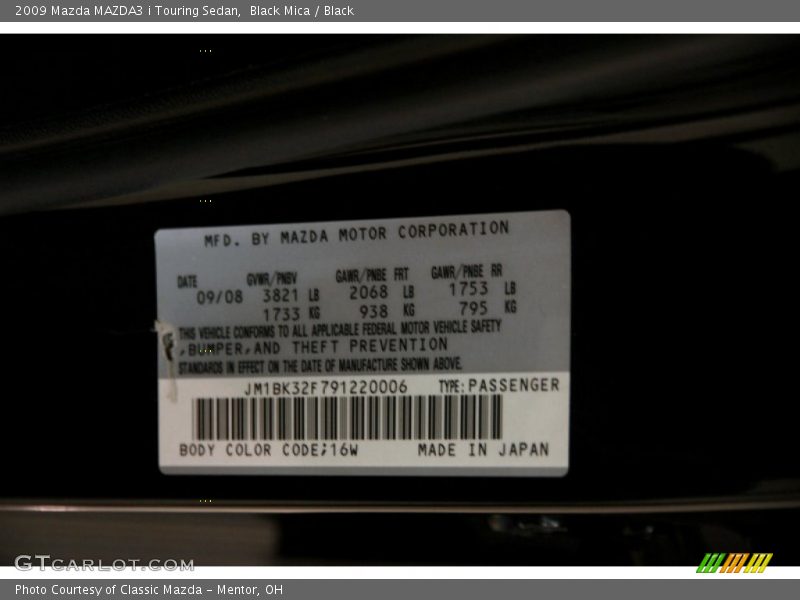 2009 Mazda MAZDA3 i Touring Sedan,  Black Mica / Black
MFD. BY MAZDA MOTOR CORPORATION
DATE GVWR/PNBV GAWR/PNBE FRT GAWR/PNBE RR
09/08 3821 LB 2068 LB 1753 LB
1733 KG 938 KG 795 KG
THIS VEHICLE CONFORMS TO ALL APPLICABLE FEDERAL MOTOR VEHICLE SAFETY
,BUMPER,AND THEFT PREVENTION
STANDARDS IN EFFECT ON THE DATE OF MANUFACTURE SHOWN ABOVE.
JM1BK32F791220006 TYPE:PASSENGER
BODY COLOR CODE;16W MADE IN JAPAN
GTCARLOT.COM
Photo Courtesy of Classic Mazda - Mentor, OH